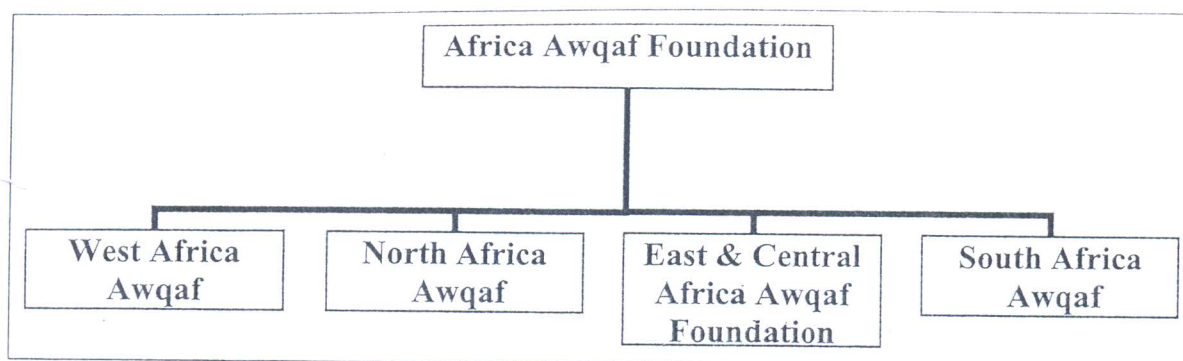 Africa Awqaf Foundation
West Africa
Awqaf
North Africa
Awqaf
East & Central
Africa Awqaf
Foundation
South Africa
Awqaf